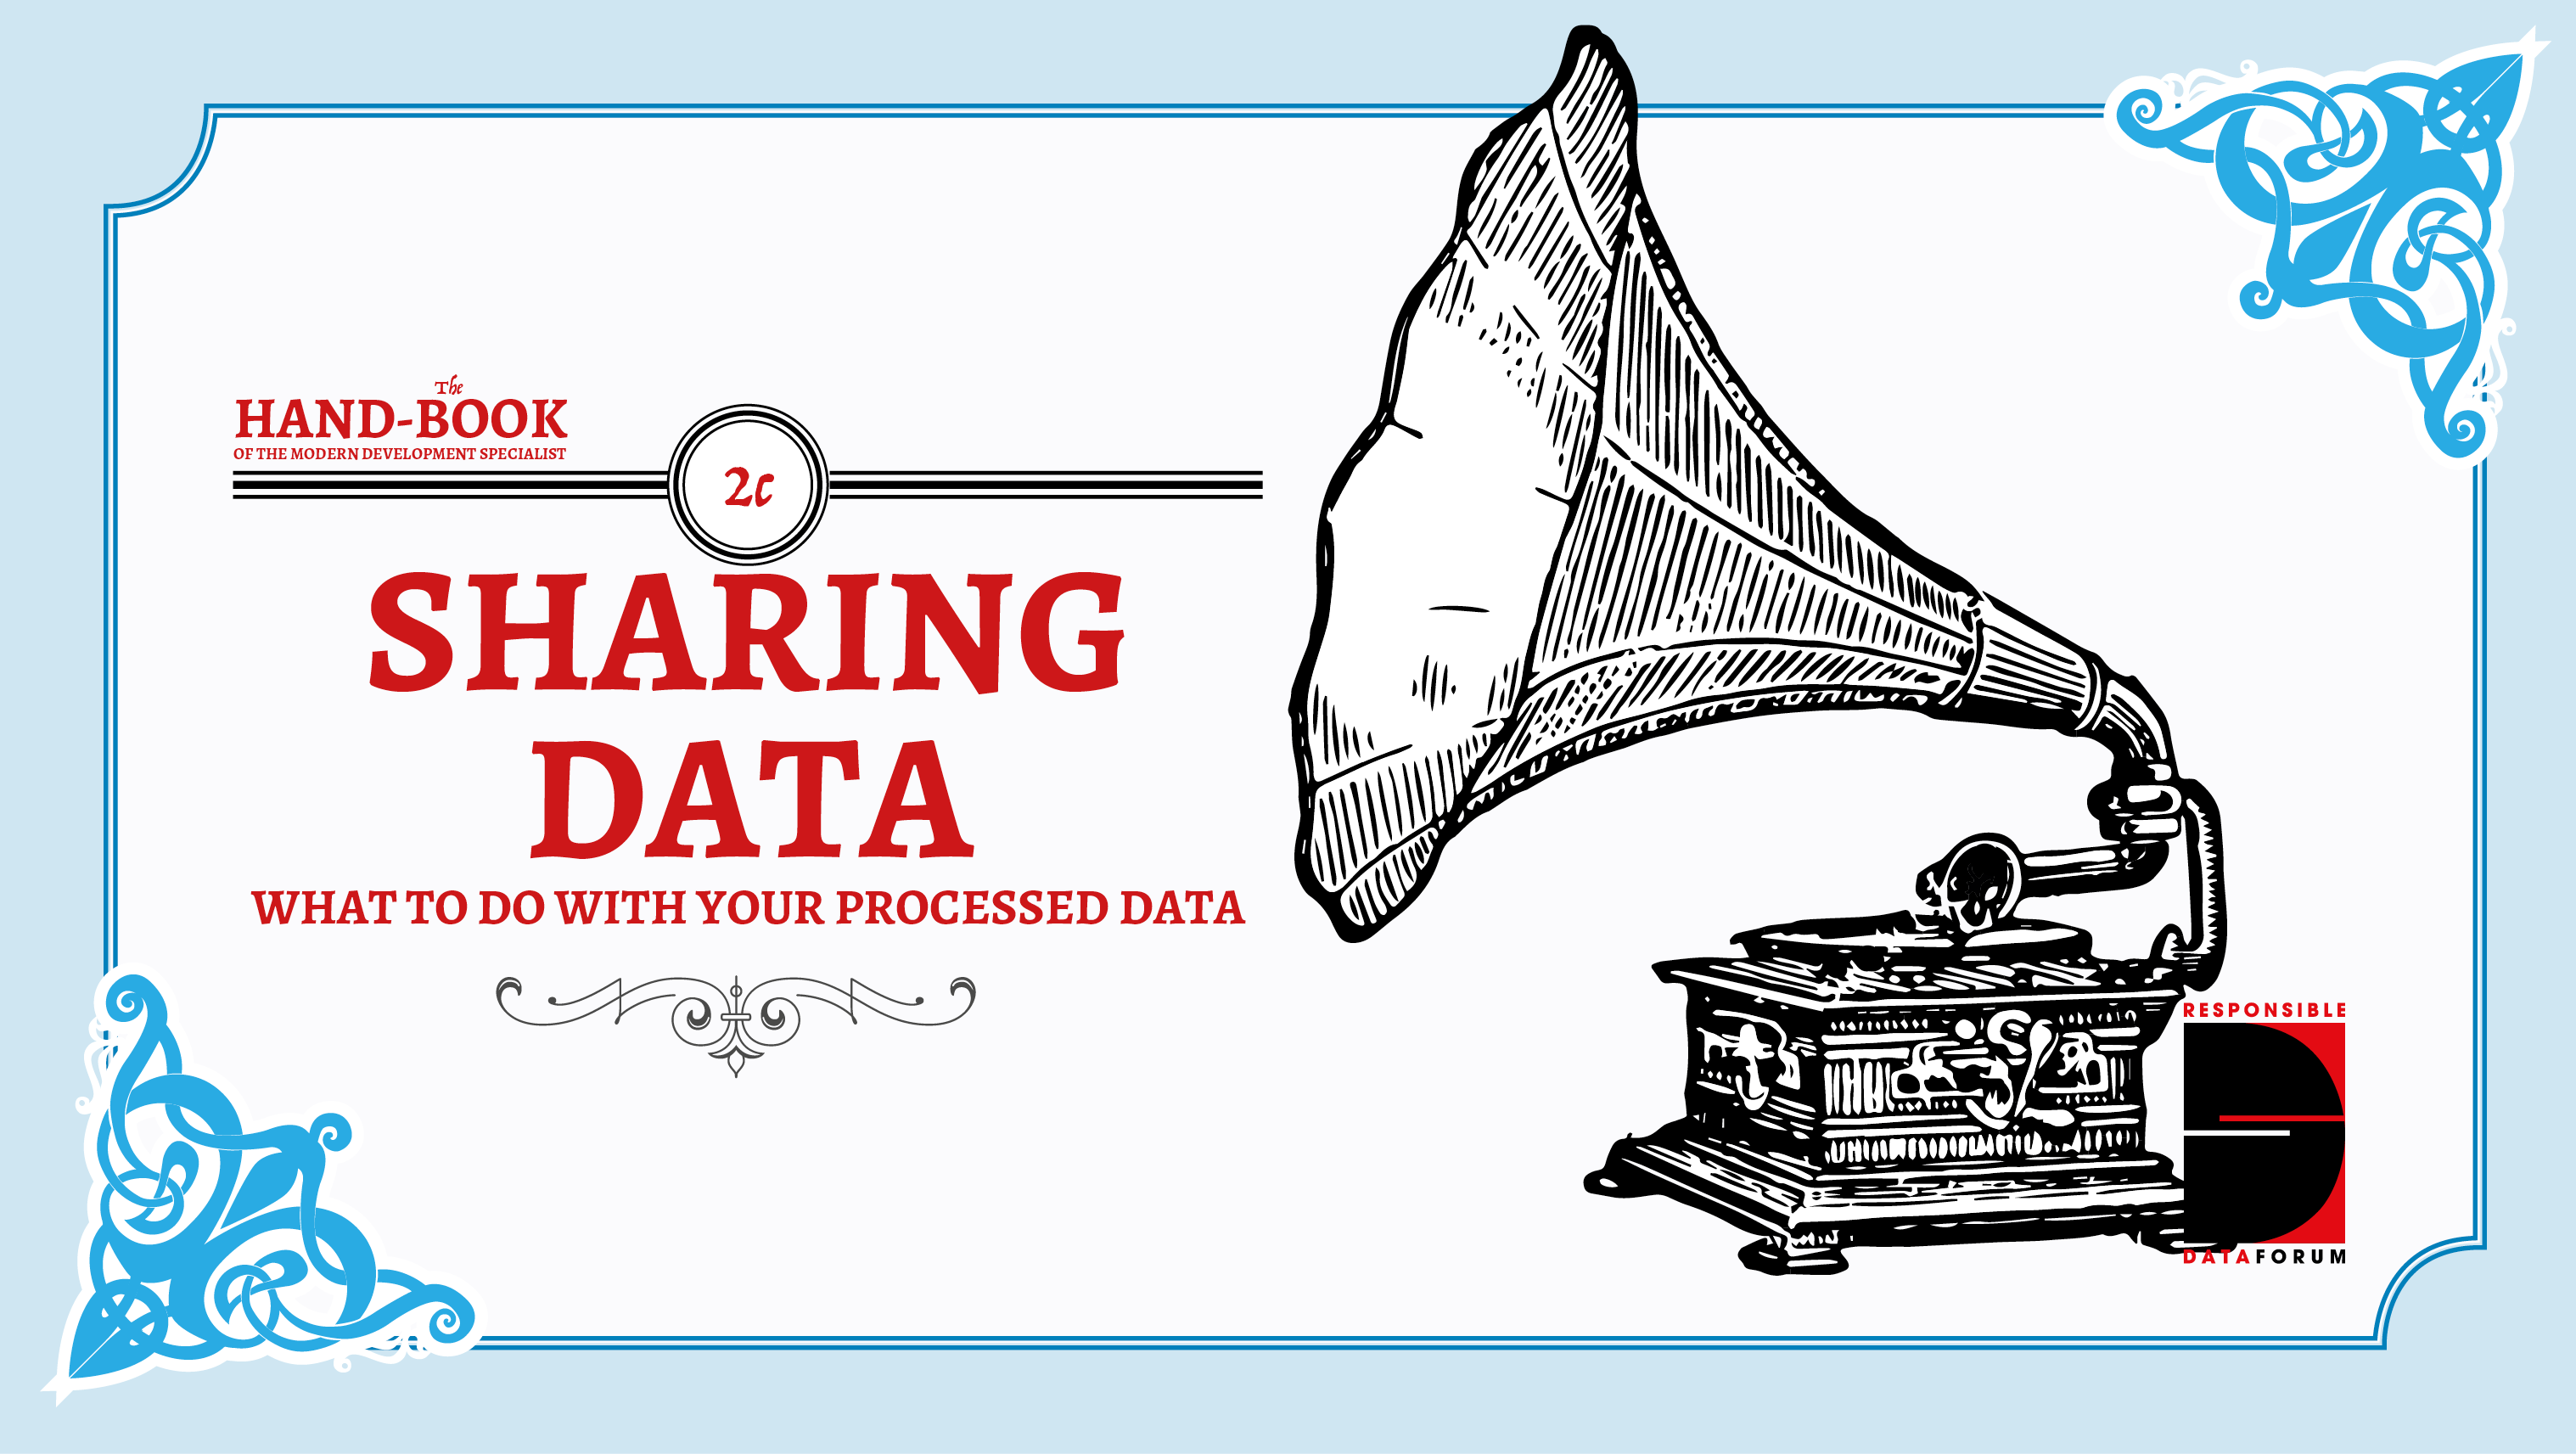 The
HAND-BOOK
OF THE MODERN DEVELOPMENT SPECIALIST
2c
SHARING
DATA
WHAT TO DO WITH YOUR PROCESSED DATA
RESPONSIBLE
DATAFORUM